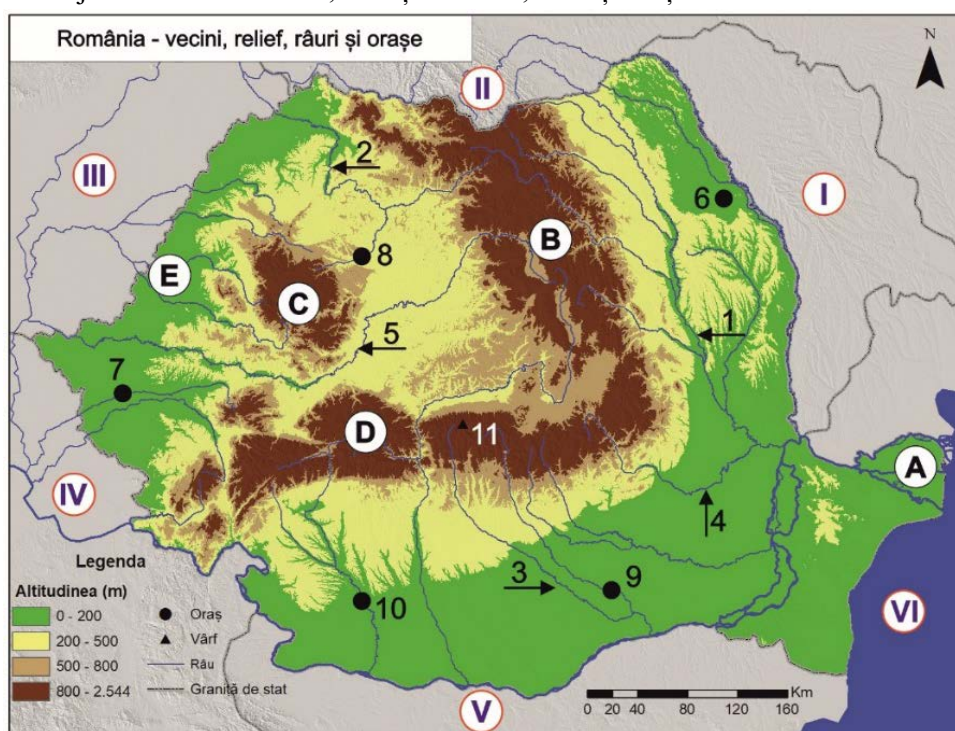 România - vecini, relief, râuri și orașe
N
II
2
III
6
I
B
8
E
C
1
5
7
11
D
A
IV
4
3
9
10
VI
V
Legenda
Altitudinea (m)
0 - 200
200 - 500
500 - 800
800 - 2.544
Oraș
Vârf
Râu
Graniță de stat
Km
0 20 40 80 120 160